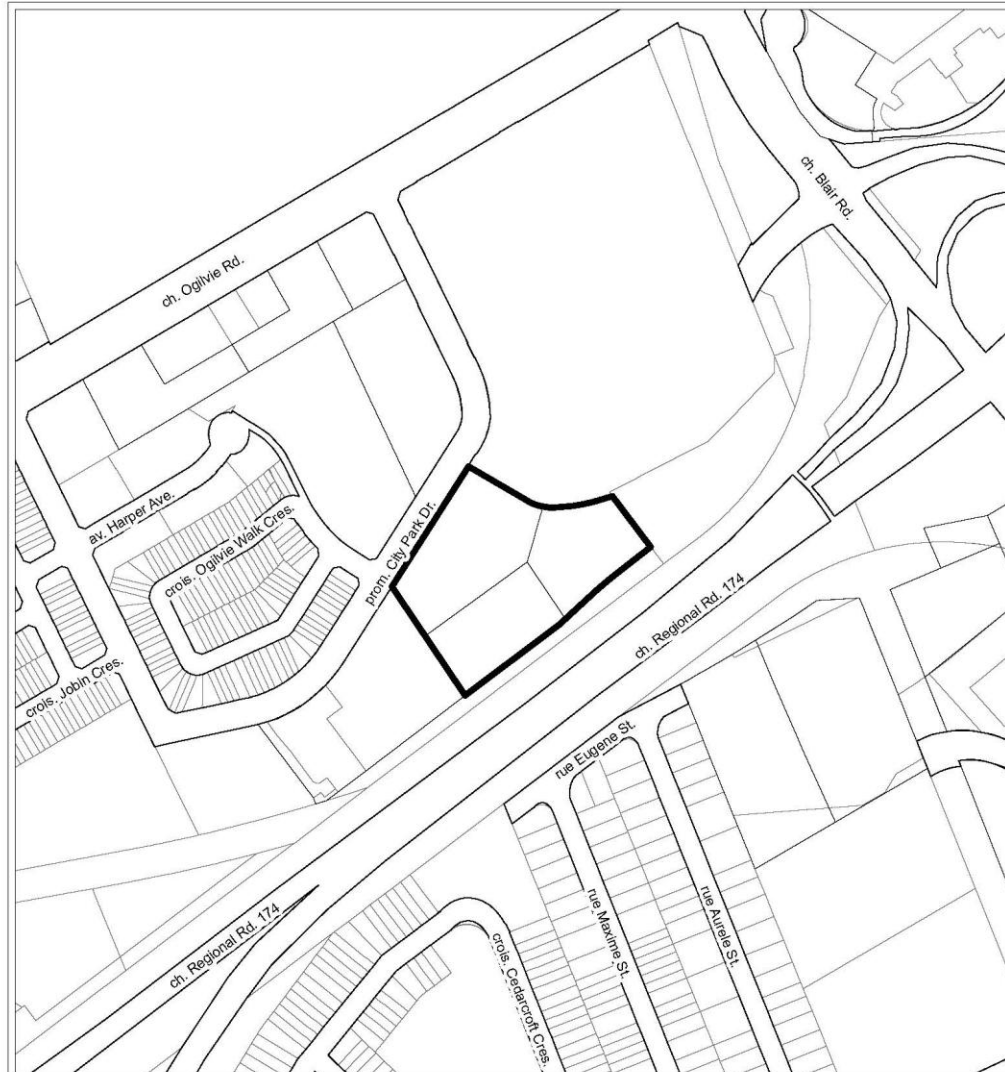 ch. Blair Rd.
ch. Ogilvie Rd.
av. Harper Ave.
crois. Ogilvie Walk Cres.
prom. City Park Dr.
crois. Jobin Cres.
ch. Regional Rd. 174
rue Eugene St.
ch. Regional Rd. 174
rue Maxime St.
rue Aurele St.
crois. Cedarcroft Cres.